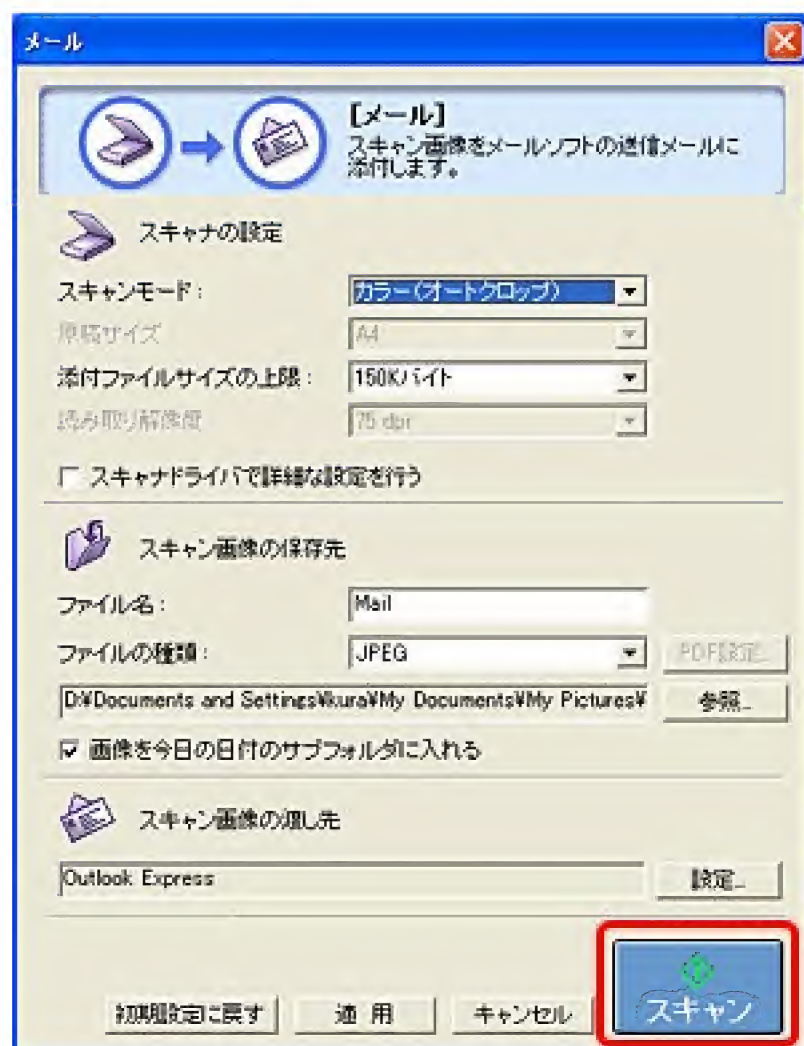 メール
[メール]
スキャン画像をメールソフトの送信メールに
添付します。
スキャナの設定
スキャンモード：
カラー(オートクロップ)
原稿サイズ
A4
添付ファイルサイズの上限：
150Kバイト
読み取り解像度
75 dpi
スキャナドライバで詳細な設定を行う
スキャン画像の保存先
ファイル名：
Mail
ファイルの種類：
JPEG
PDF設定...
D:¥Documents and Settings¥kura¥My Documents¥My Pictures¥
参照...
画像を今日の日付のサブフォルダに入れる
スキャン画像の渡し先
Outlook Express
設定...
初期設定に戻す
適 用
キャンセル
スキャン